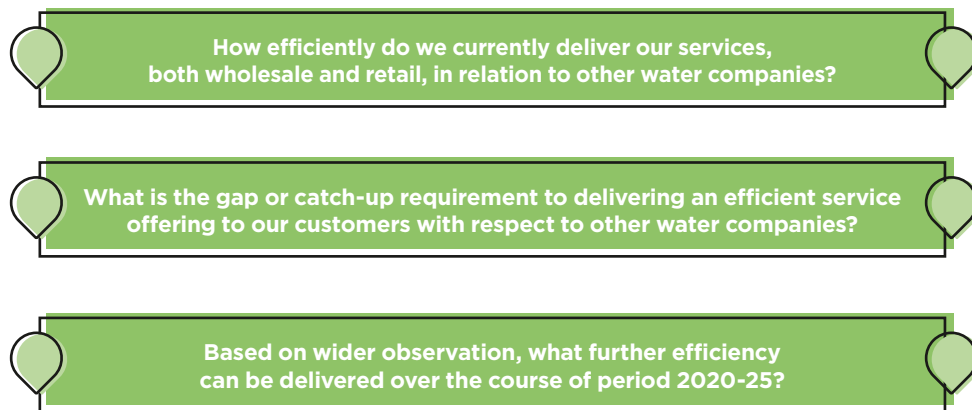 How efficiently do we currently deliver our services,
both wholesale and retail, in relation to other water companies?
What is the gap or catch-up requirement to delivering an efficient service
offering to our customers with respect to other water companies?
Based on wider observation, what further efficiency
can be delivered over the course of period 2020-25?